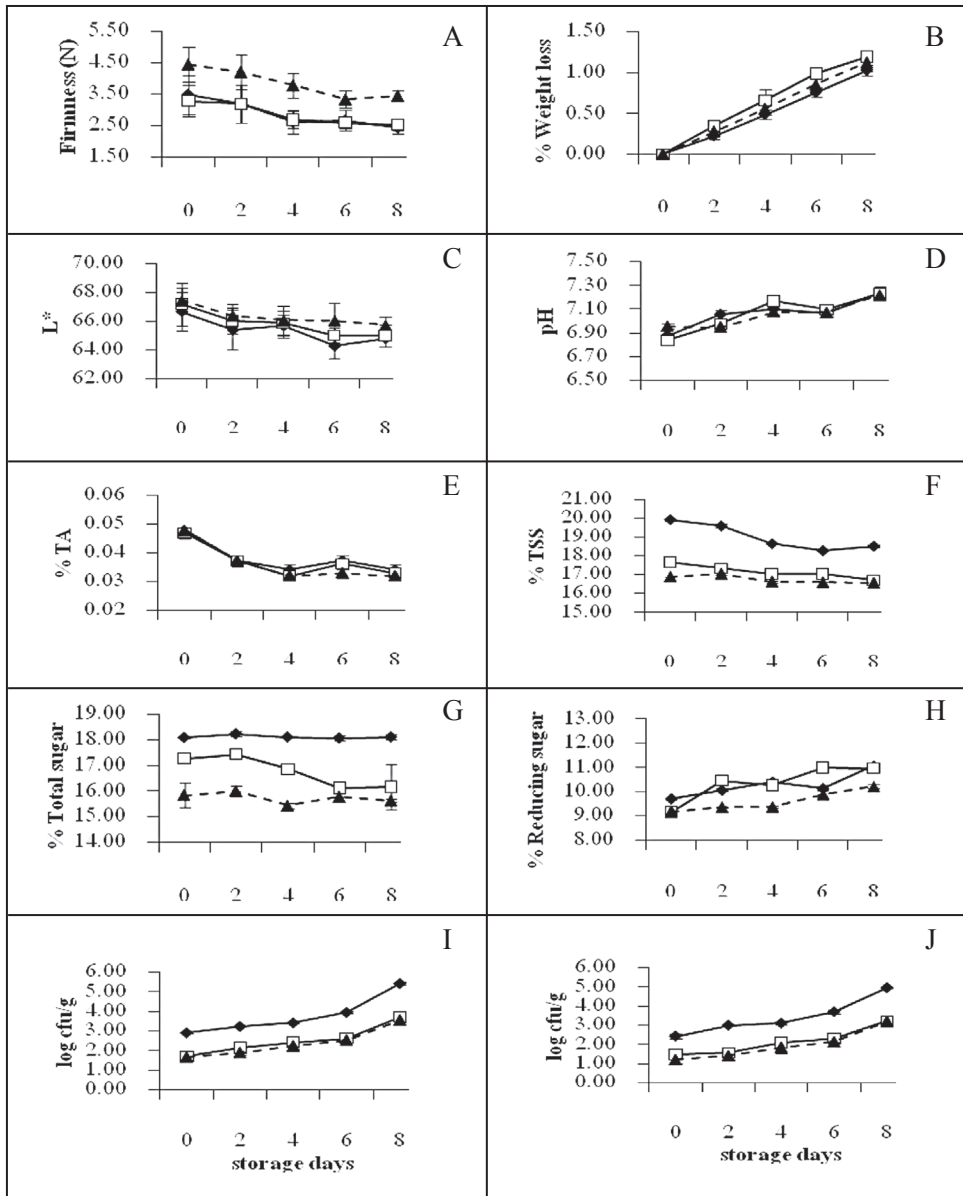 A
Firmness (N)
5.50
4.50
3.50
2.50
1.50
0 2 4 6 8
B
% Weight loss
1.50
1.00
0.50
0.00
0 2 4 6 8
C
L*
70.00
68.00
66.00
64.00
62.00
0 2 4 6 8
D
pH
7.50
7.30
7.10
6.90
6.70
6.50
0 2 4 6 8
E
% TA
0.06
0.05
0.04
0.03
0.02
0 2 4 6 8
F
% TSS
21.00
20.00
19.00
18.00
17.00
16.00
15.00
0 2 4 6 8
G
% Total sugar
19.00
18.00
17.00
16.00
15.00
14.00
0 2 4 6 8
H
% Reducing sugar
13.00
12.00
11.00
10.00
9.00
8.00
0 2 4 6 8
I
log cfu/g
6.00
5.00
4.00
3.00
2.00
1.00
0.00
0 2 4 6 8
storage days
J
log cfu/g
6.00
5.00
4.00
3.00
2.00
1.00
0.00
0 2 4 6 8
storage days